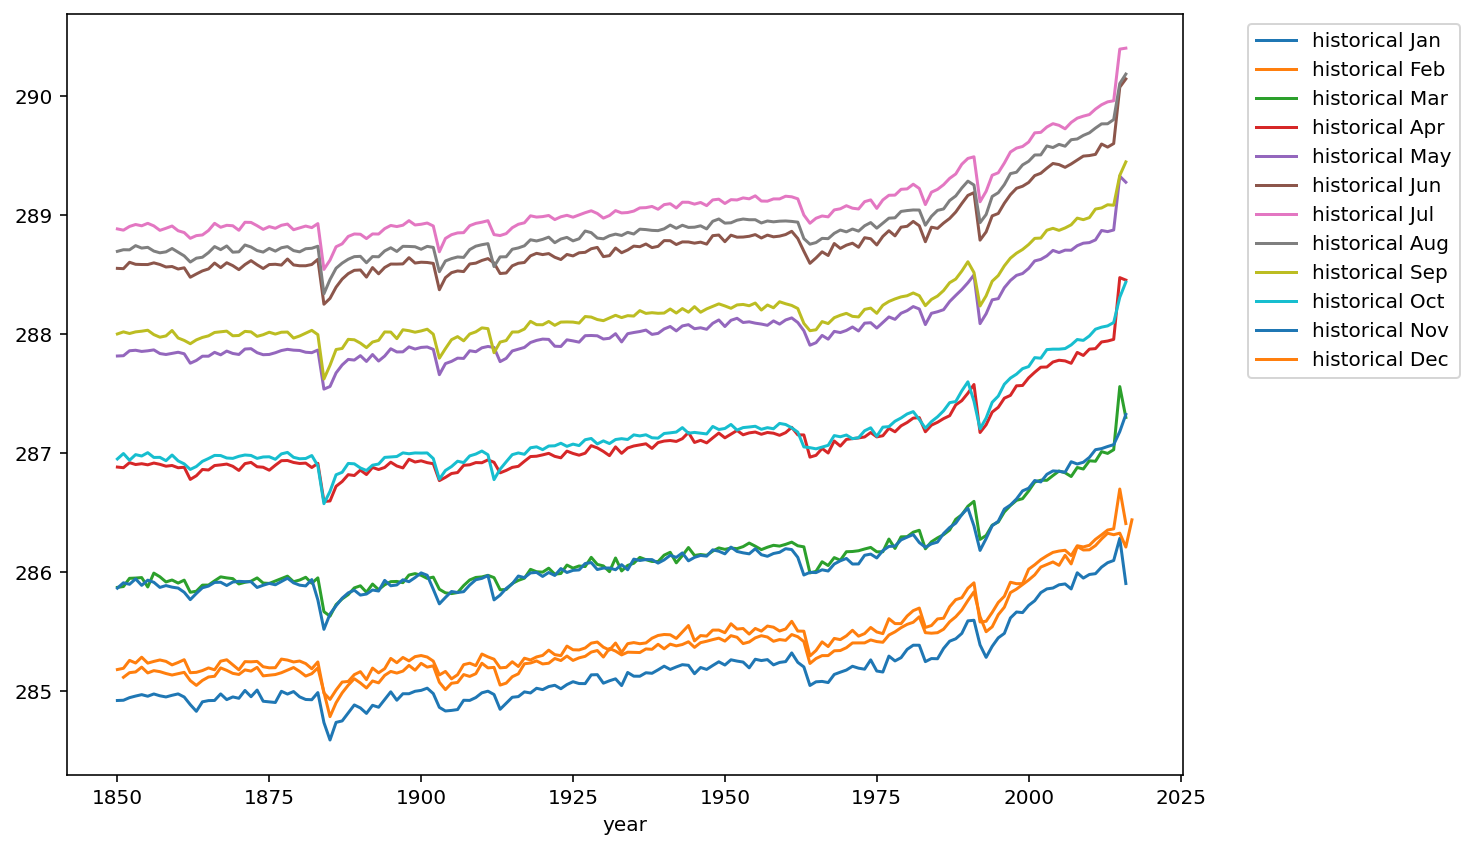 290
289
288
287
286
285
1850 1875 1900 1925 1950 1975 2000 2025
year
historical Jan
historical Feb
historical Mar
historical Apr
historical May
historical Jun
historical Jul
historical Aug
historical Sep
historical Oct
historical Nov
historical Dec